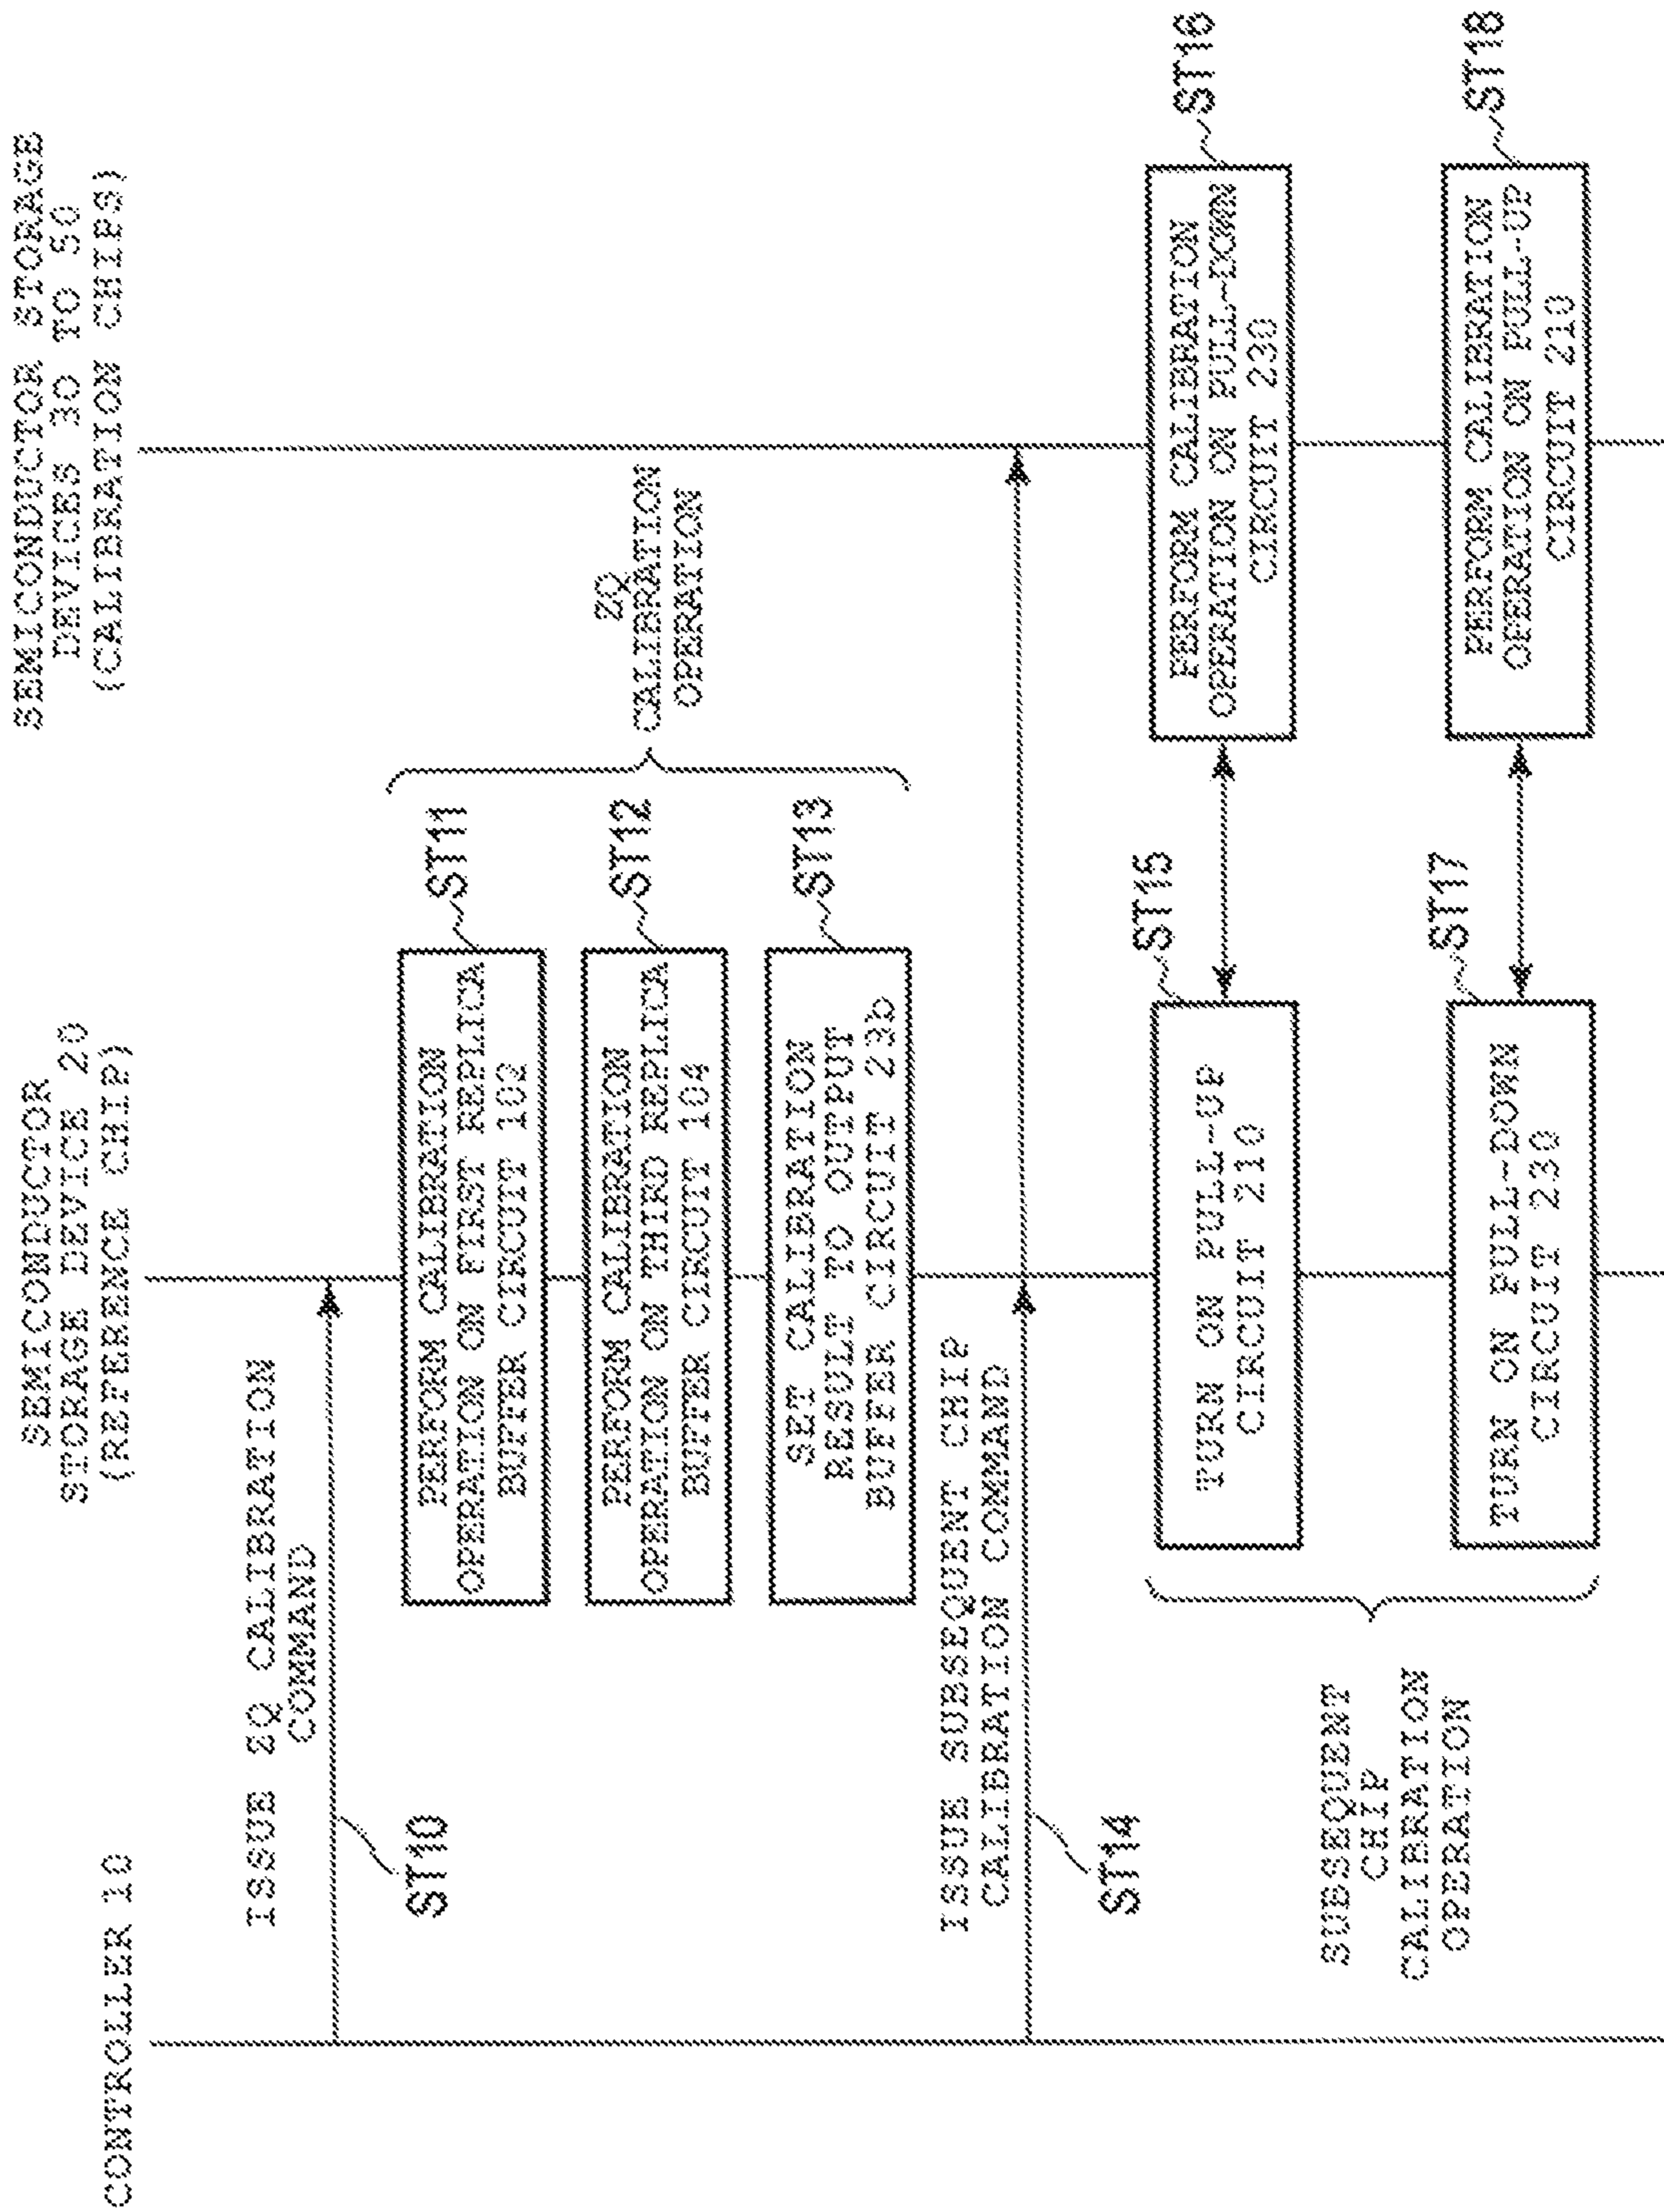 CONTROLLER 10
SEMICONDUCTOR
STORAGE DEVICE 20
(REFERENCE CHIP)
SEMICONDUCTOR STORAGE
DEVICES 30 TO 50
(CALIBRATION CHIPS)
ISSUE ZQ CALIBRATION
COMMAND
ST10
PERFORM CALIBRATION
OPERATION ON FIRST REPLICA
BUFFER CIRCUIT 102
ST11
PERFORM CALIBRATION
OPERATION ON THIRD REPLICA
BUFFER CIRCUIT 104
ST12
SET CALIBRATION
RESULT TO OUTPUT
BUFFER CIRCUIT 23b
ST13
ZQ
CALIBRATION
OPERATION
ISSUE SUBSEQUENT CHIP
CALIBRATION COMMAND
ST14
SUBSEQUENT
CHIP
CALIBRATION
OPERATION
TURN ON PULL-UP
CIRCUIT 210
ST15
PERFORM CALIBRATION
OPERATION ON PULL-DOWN
CIRCUIT 230
ST16
TURN ON PULL-DOWN
CIRCUIT 230
ST17
PERFORM CALIBRATION
OPERATION ON PULL-UP
CIRCUIT 210
ST18